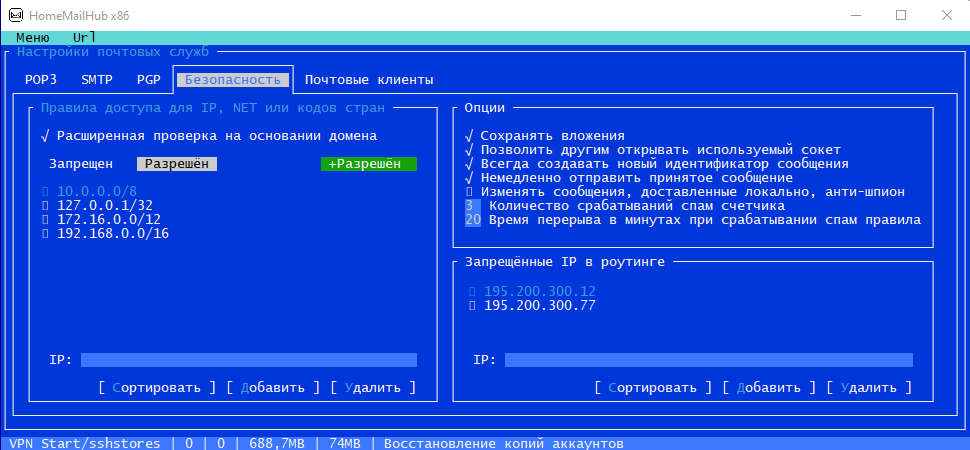 HomeMailHub x86
Меню Url
Настройки почтовых служб
POP3 SMTP PGP Безопасность Почтовые клиенты
Правила доступа для IP, NET или кодов стран
√ Расширенная проверка на основании домена
Запрещен Разрешён +Разрешён
10.0.0.0/8
127.0.0.1/32
172.16.0.0/12
192.168.0.0/16
IP:
[ Сортировать ] [ Добавить ] [ Удалить ]
Опции
√ Сохранять вложения
√ Позволить другим открывать используемый сокет
√ Всегда создавать новый идентификатор сообщения
√ Немедленно отправить принятое сообщение
Изменять сообщения, доставленные локально, анти-шпион
3 Количество срабатываний спам счетчика
20 Время перерыва в минутах при срабатывании спам правила
Запрещённые IP в роутинге
195.200.300.12
195.200.300.77
IP:
[ Сортировать ] [ Добавить ] [ Удалить ]
VPN Start/sshstores | 0 | 0 | 688,7MB | 74MB | Восстановление копий аккаунтов